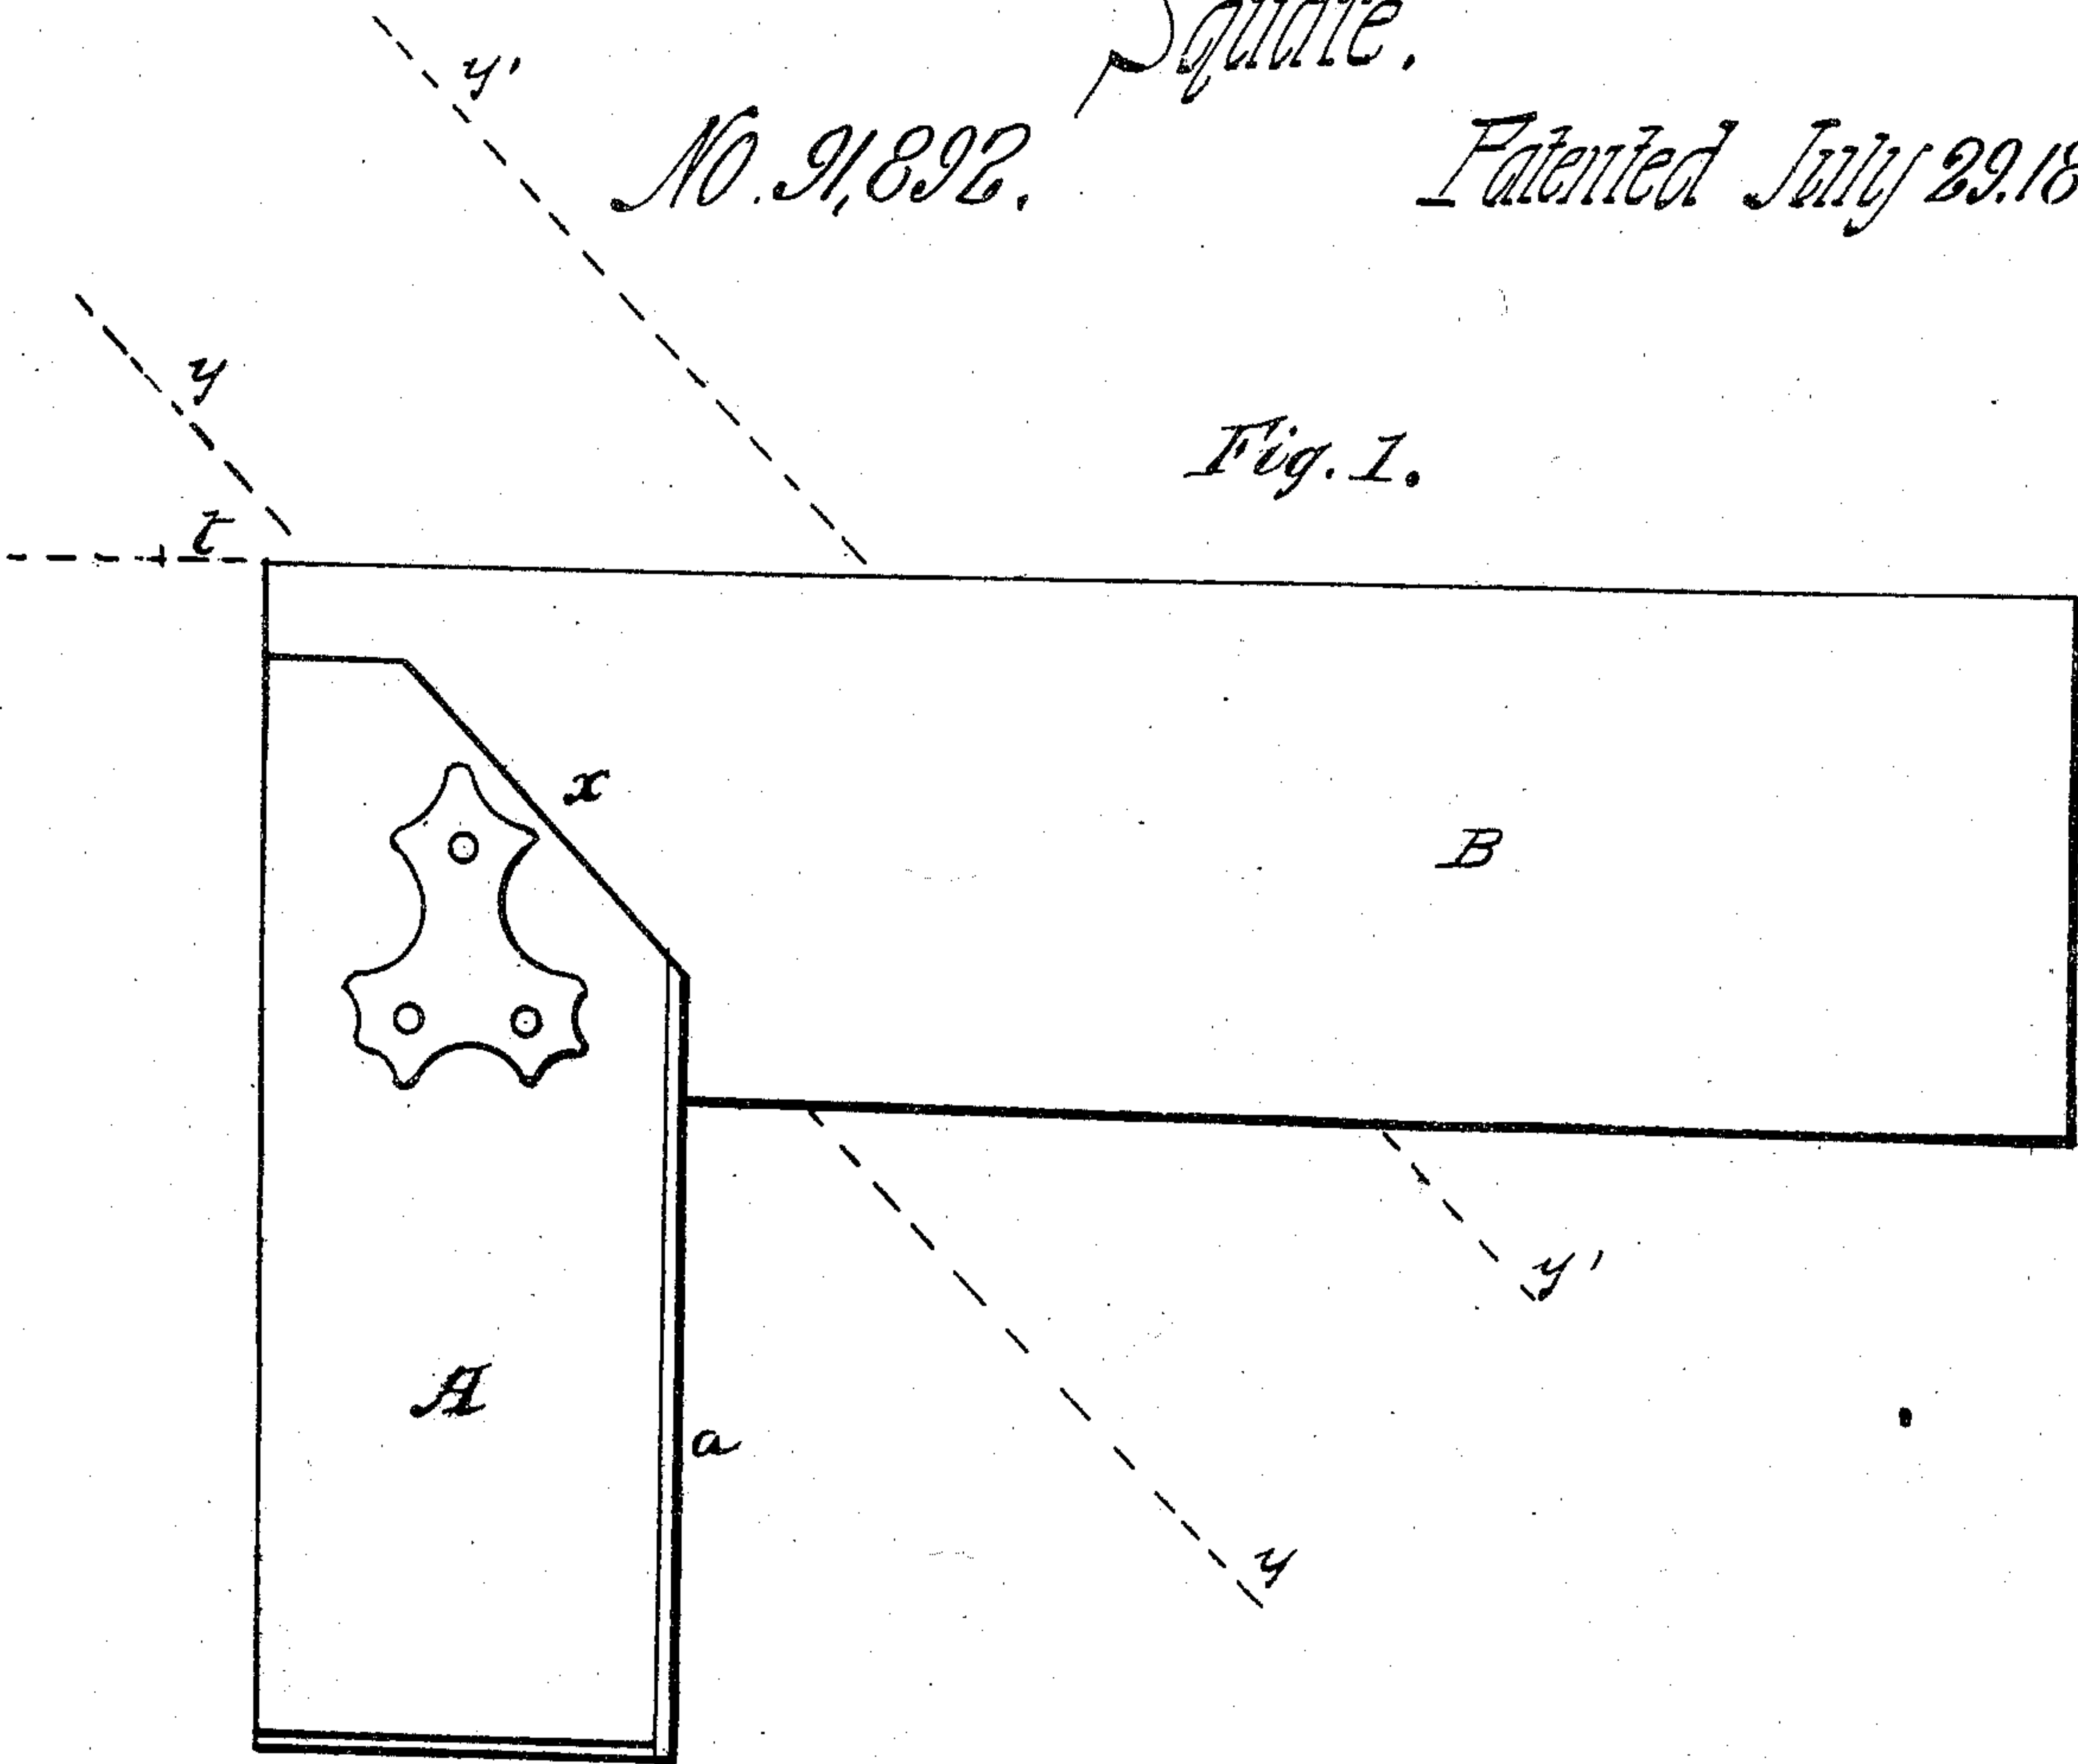 Square.
y'
No. 91,892.
Patented July 29. 18
y
Fig. 1.
t
x
B
y'
A
a
y